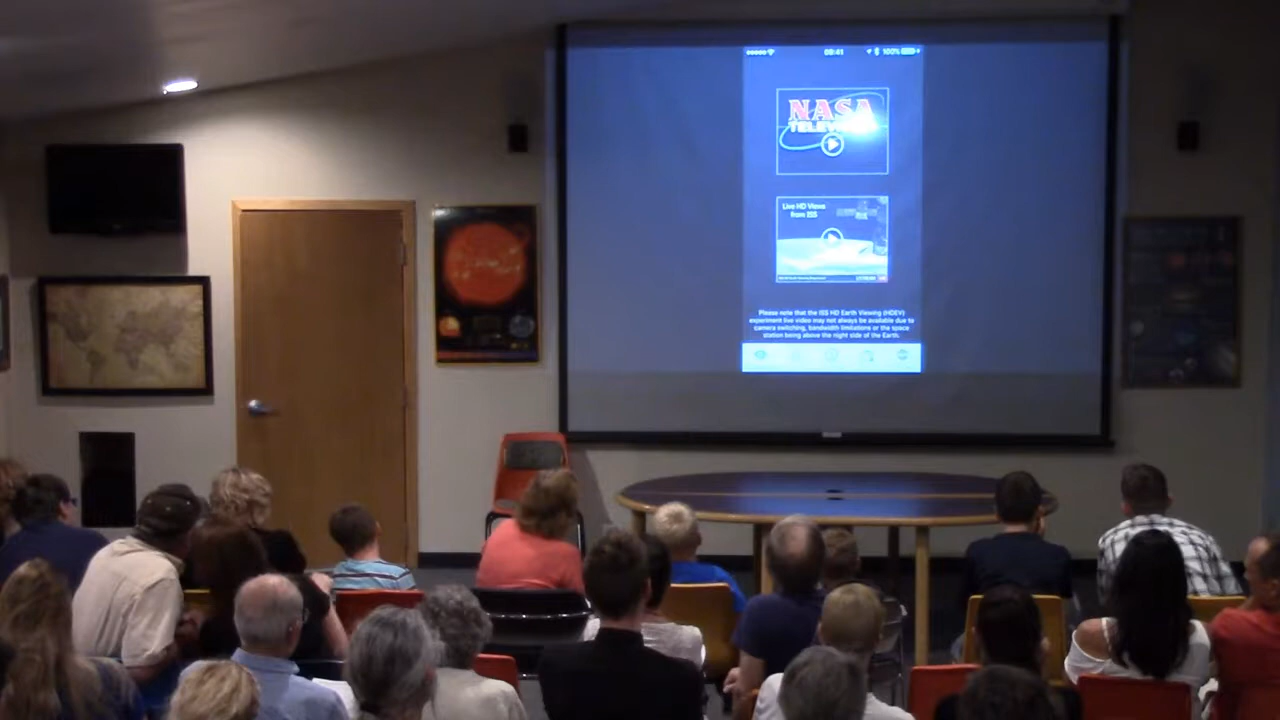 08:41
100%
NASA
TELEV
Live HD Views
from ISS
Please note that the ISS HD Earth Viewing (HDEV)
experiment live video may not always be available due to
camera switching, bandwidth limitations or the space
station being above the night side of the Earth.